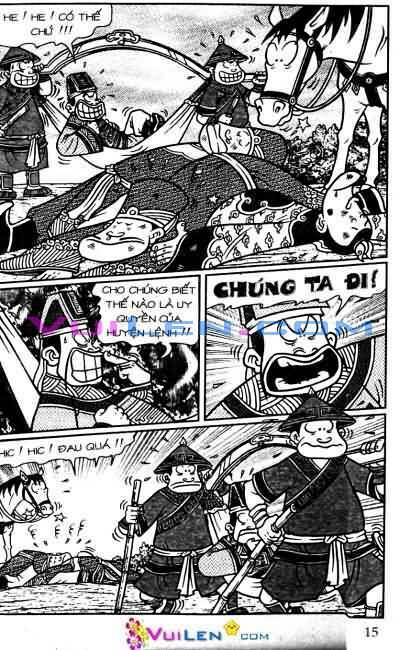 HE! HE! CÓ THẾ
CHỨ !!!
CHO CHÚNG BIẾT
THẾ NÀO LÀ UY
QUYỀN CỦA
HUYỆN LỆNH !!
CHÚNG TA ĐI!
VUILEN.COM
HIC! HIC! ĐAU QUÁ !!
15
VUILEN.COM